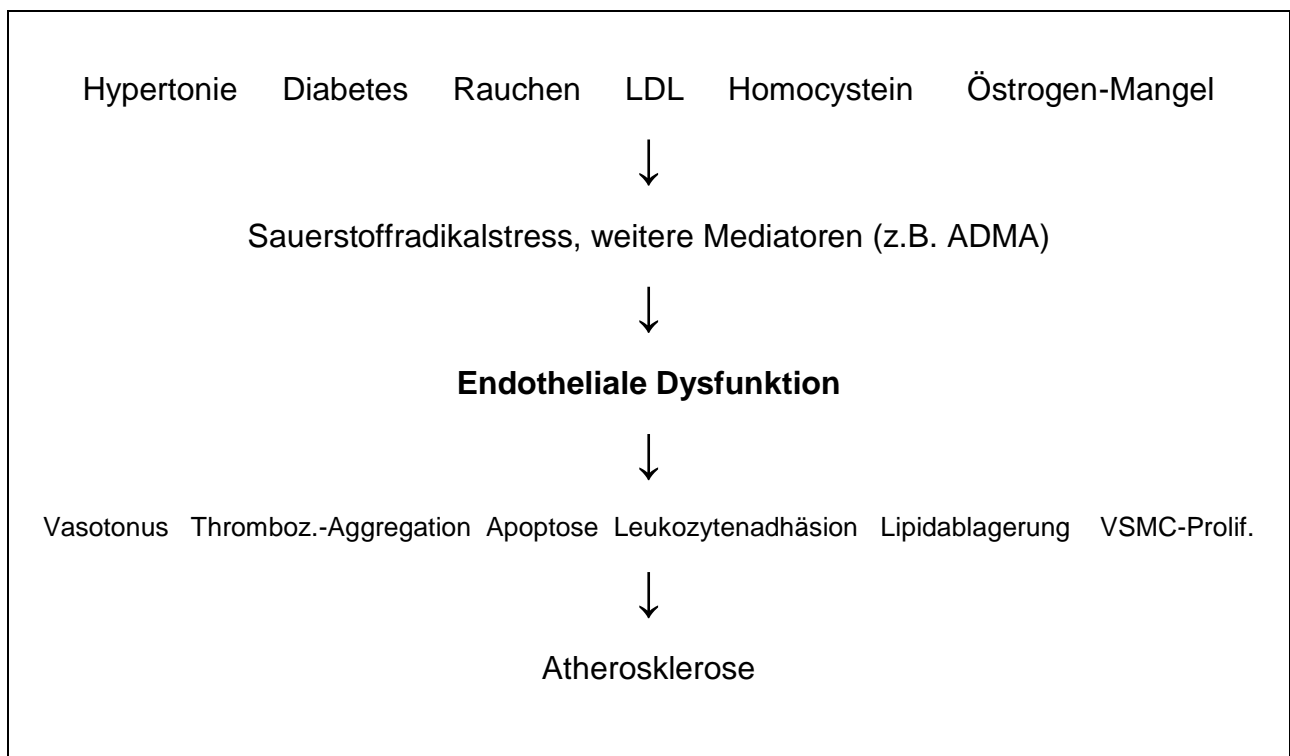 Hypertonie Diabetes Rauchen LDL Homocystein Östrogen-Mangel
↓
Sauerstoffradikalstress, weitere Mediatoren (z.B. ADMA)
↓
Endotheliale Dysfunktion
↓
Vasotonus Thromboz.-Aggregation Apoptose Leukozytenadhäsion Lipidablagerung VSMC-Prolif.
↓
Atherosklerose